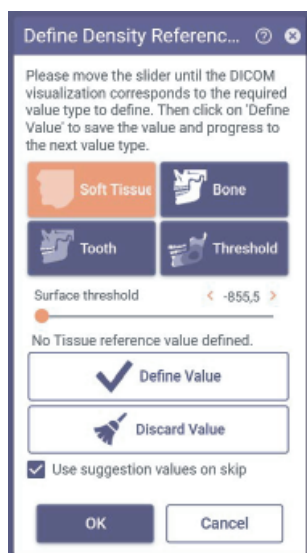 Define Density Referenc...
Please move the slider until the DICOM
visualization corresponds to the required
value type to define. Then click on 'Define
Value' to save the value and progress to
the next value type.
Soft Tissue
Bone
Tooth
Threshold
Surface threshold < -855,5 >
No Tissue reference value defined.
Define Value
Discard Value
Use suggestion values on skip
OK
Cancel